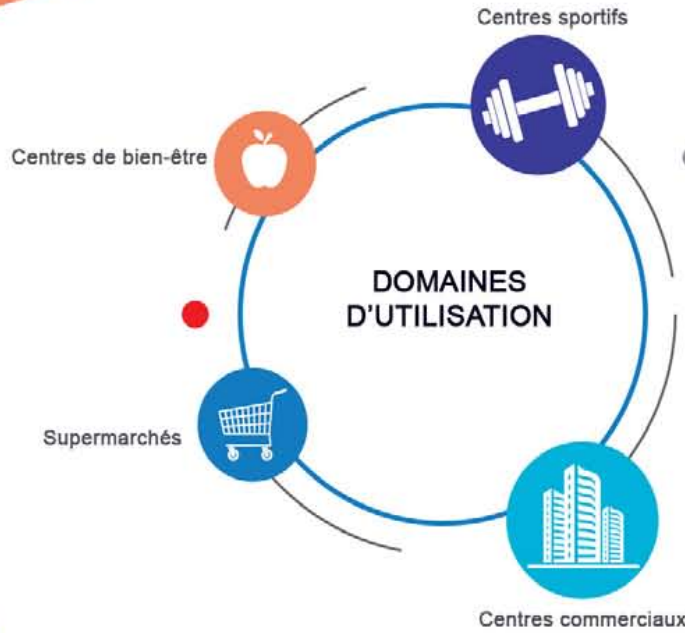 Centres sportifs
Centres de bien-être
DOMAINES
D'UTILISATION
Supermarchés
Centres commerciaux